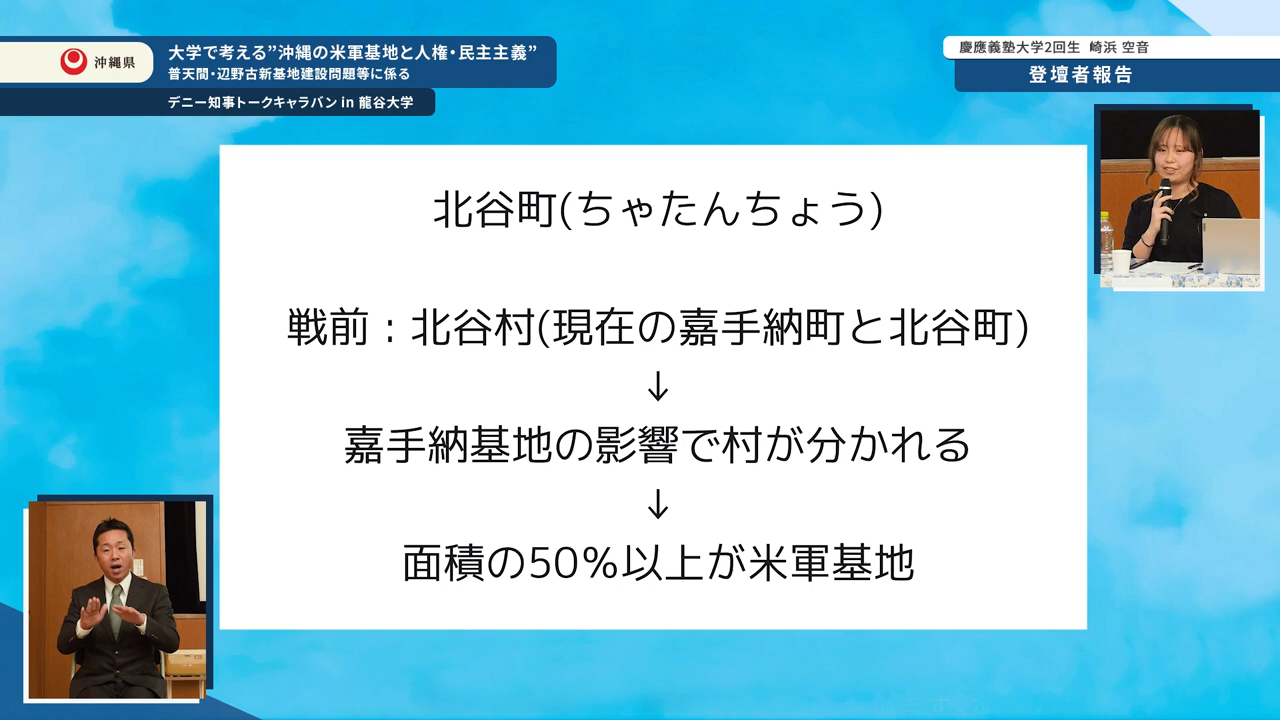 沖縄県
大学で考える”沖縄の米軍基地と人権・民主主義”
普天間・辺野古新基地建設問題等に係る
デニー知事トークキャラバン in 龍谷大学
慶應義塾大学2回生 崎浜 空音
登壇者報告
北谷町(ちゃたんちょう)
戦前：北谷村(現在の嘉手納町と北谷町)
↓
嘉手納基地の影響で村が分かれる
↓
面積の50％以上が米軍基地